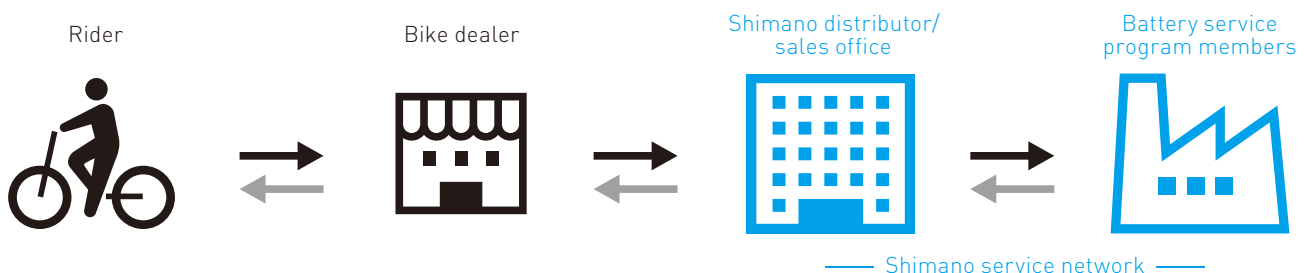 Rider
Bike dealer
Shimano distributor/
sales office
Battery service
program members
Shimano service network